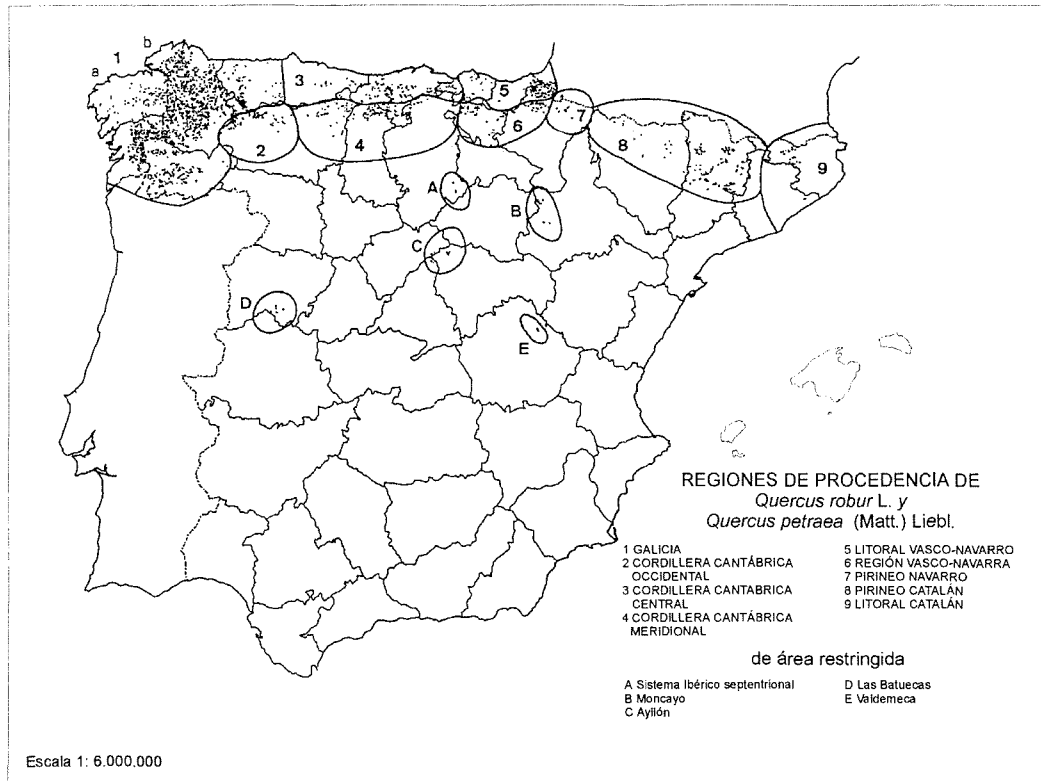 b
1
a
3
5
7
2
4
6
8
9
A
B
C
D
E
REGIONES DE PROCEDENCIA DE
Quercus robur L. y
Quercus petraea (Matt.) Liebl.
1 GALICIA
2 CORDILLERA CANTÁBRICA
OCCIDENTAL
3 CORDILLERA CANTABRICA
CENTRAL
4 CORDILLERA CANTÁBRICA
MERIDIONAL
5 LITORAL VASCO-NAVARRO
6 REGIÓN VASCO-NAVARRA
7 PIRINEO NAVARRO
8 PIRINEO CATALÁN
9 LITORAL CATALÁN
de área restringida
A Sistema Ibérico septentrional
B Moncayo
C Ayllón
D Las Batuecas
E Valdemeca
Escala 1: 6.000.000